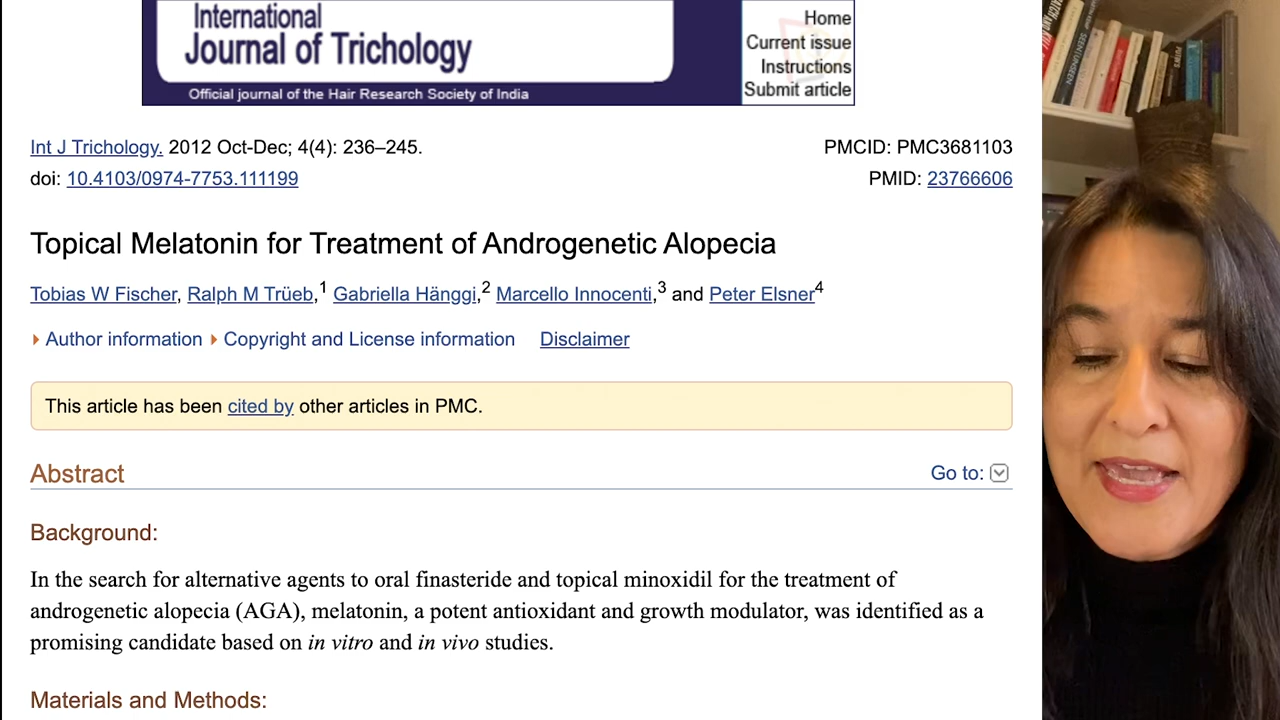 International
Journal of Trichology
Official journal of the Hair Research Society of India
Home
Current issue
Instructions
Submit article
Int J Trichology. 2012 Oct-Dec; 4(4): 236–245.
PMCID: PMC3681103
doi: 10.4103/0974-7753.111199
PMID: 23766606
Topical Melatonin for Treatment of Androgenetic Alopecia
Tobias W Fischer, Ralph M Trüeb,1 Gabriella Hänggi,2 Marcello Innocenti,3 and Peter Elsner4
Author information Copyright and License information Disclaimer
This article has been cited by other articles in PMC.
Abstract
Go to:
Background:
In the search for alternative agents to oral finasteride and topical minoxidil for the treatment of
androgenetic alopecia (AGA), melatonin, a potent antioxidant and growth modulator, was identified as a
promising candidate based on in vitro and in vivo studies.
Materials and Methods: